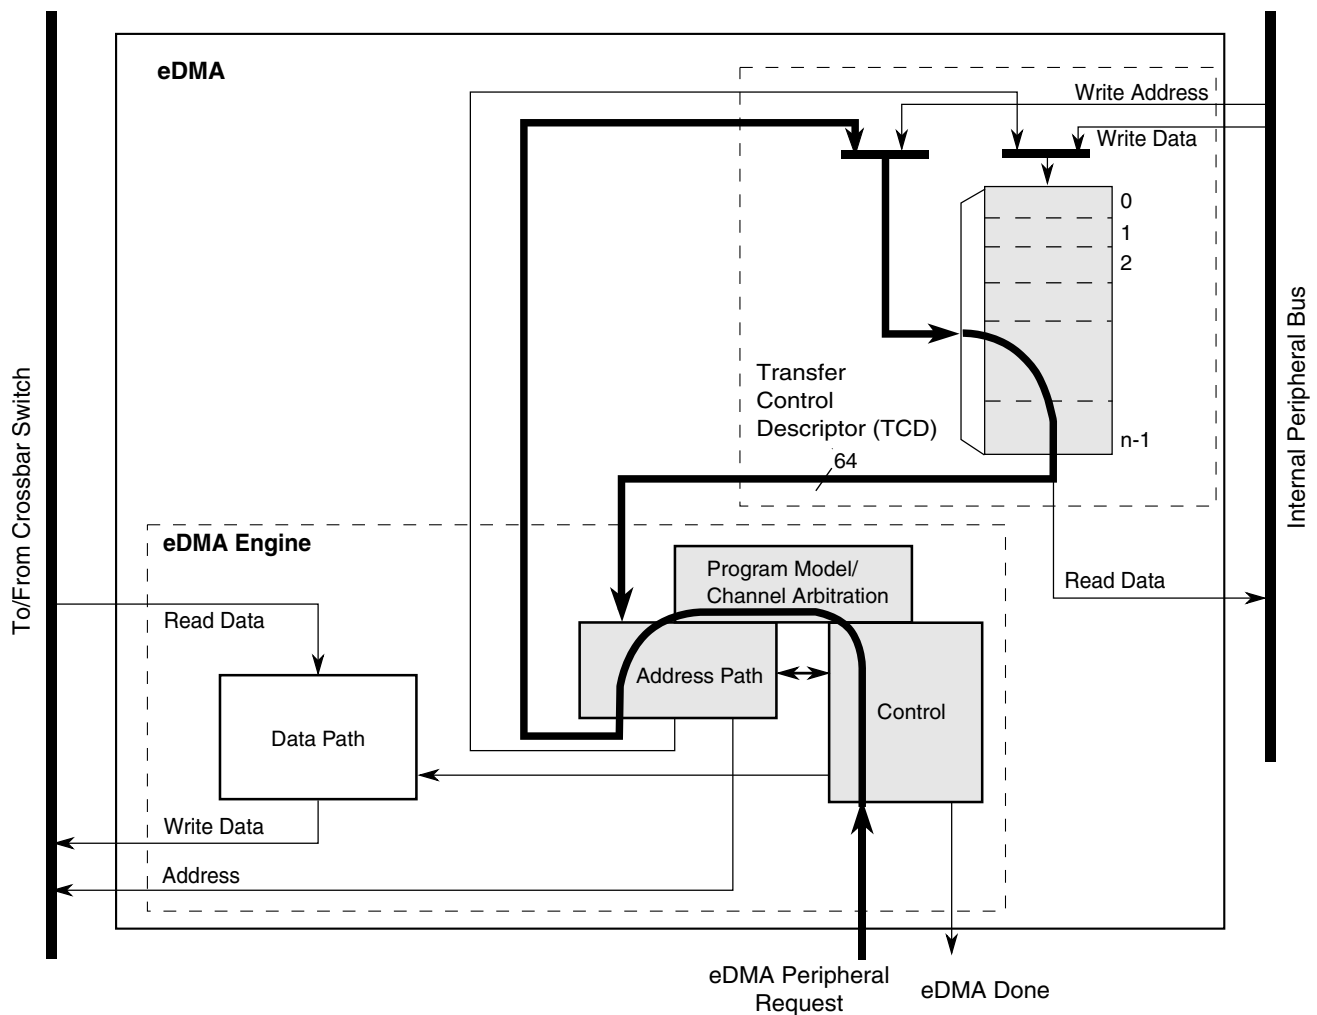 eDMA
Write Address
Write Data
0
1
2
Transfer
Control
Descriptor (TCD)
n-1
64
To/From Crossbar Switch
Internal Peripheral Bus
eDMA Engine
Program Model/
Channel Arbitration
Read Data
Read Data
Address Path
Control
Data Path
Write Data
Address
eDMA Peripheral
Request
eDMA Done